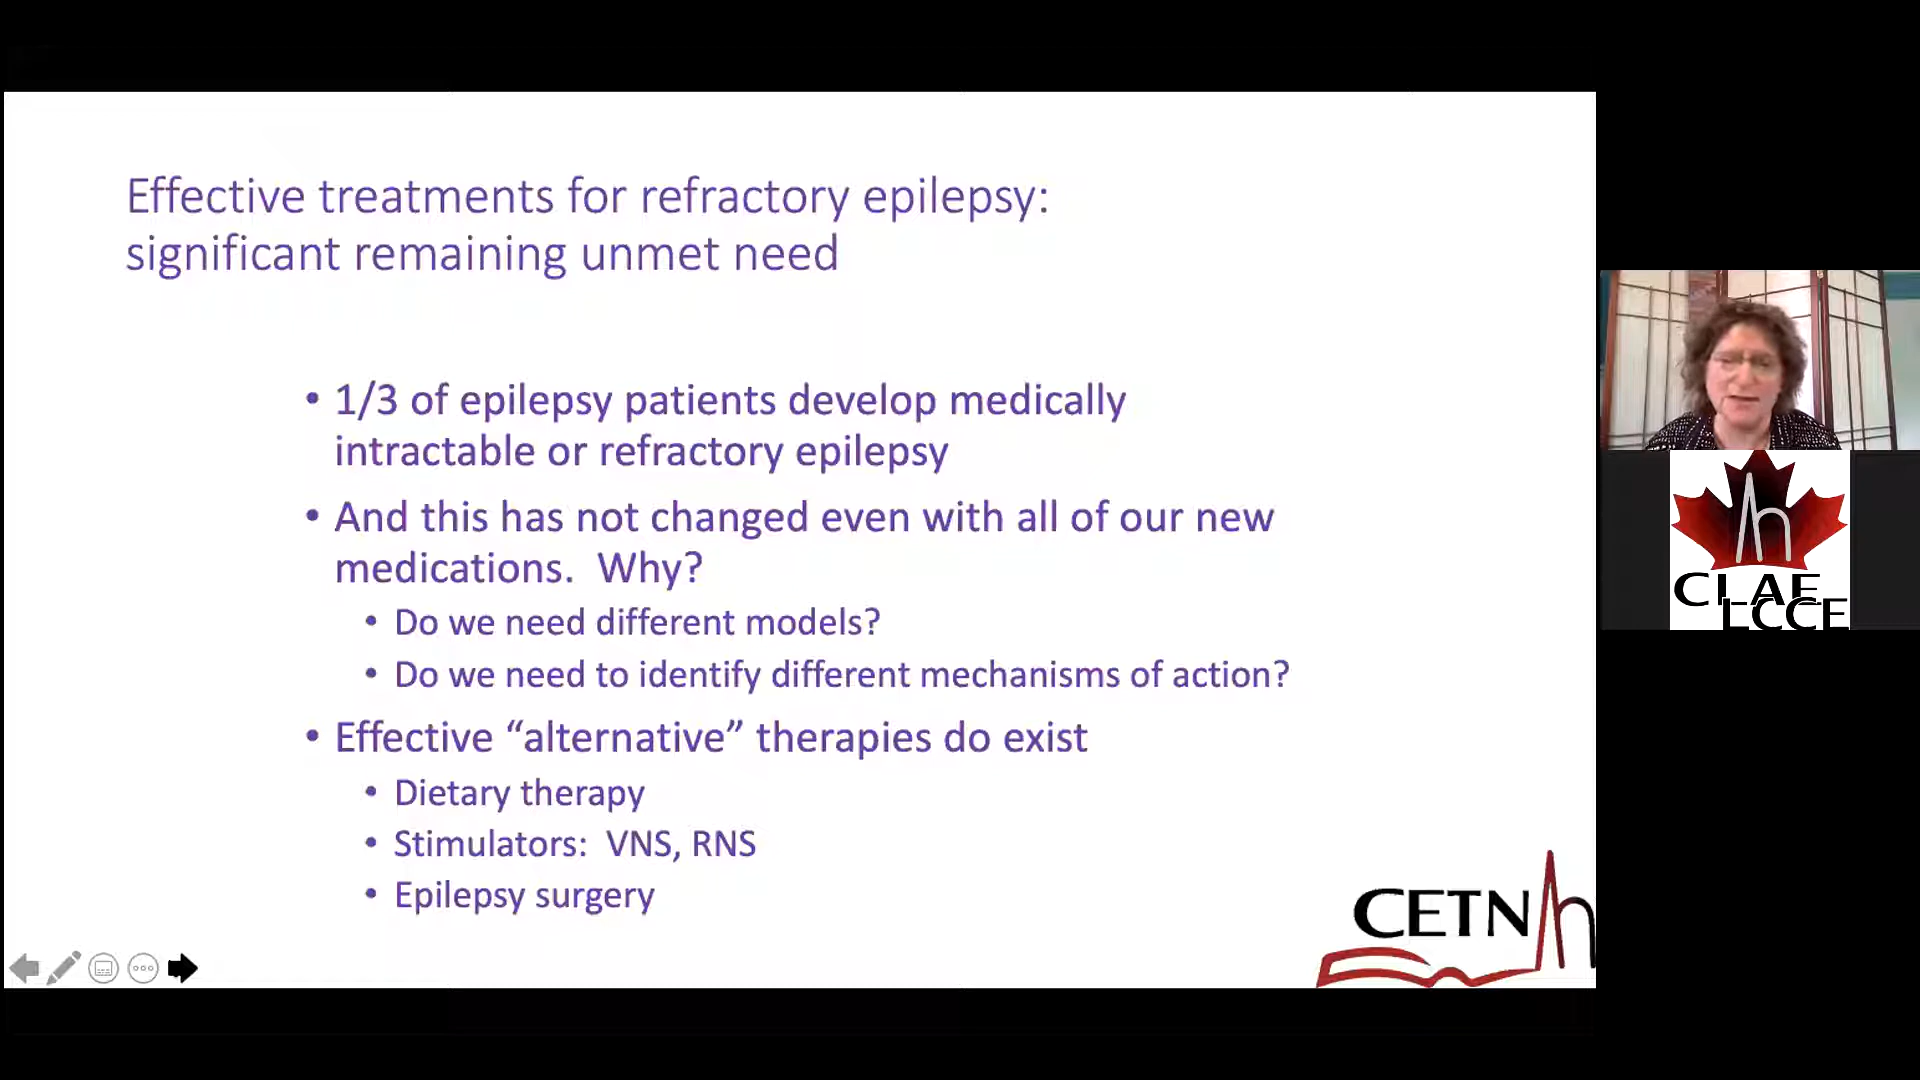 Effective treatments for refractory epilepsy:
significant remaining unmet need
• 1/3 of epilepsy patients develop medically
intractable or refractory epilepsy
• And this has not changed even with all of our new
medications.  Why?
• Do we need different models?
• Do we need to identify different mechanisms of action?
• Effective “alternative” therapies do exist
• Dietary therapy
• Stimulators:  VNS, RNS
• Epilepsy surgery
CETN
CLAE
LCCE